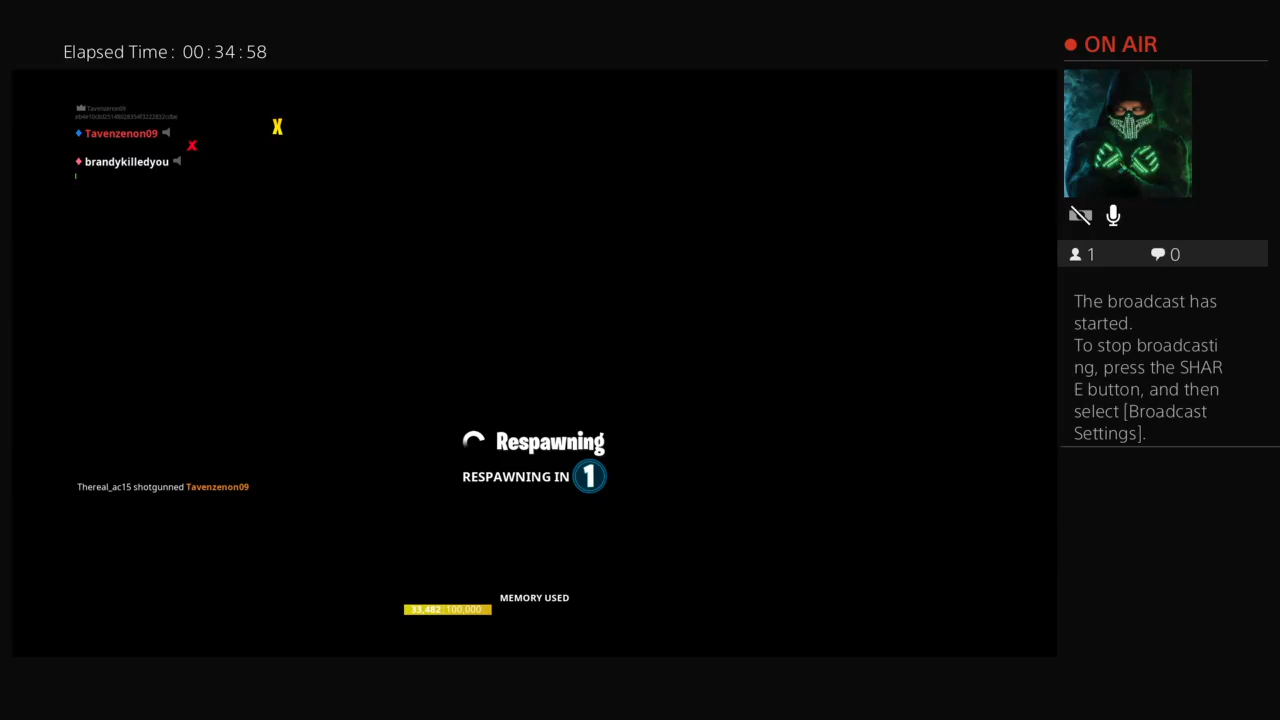 Elapsed Time: 00:34:58
ON AIR
Tavenzenon09
Tavenzenon09
X
X
brandykilledyou
1
0
The broadcast has
started.
To stop broadcasti
ng, press the SHAR
E button, and then
select [Broadcast
Settings].
Respawning
RESPAWNING IN 1
Thereal_ac15 shotgunned Tavenzenon09
MEMORY USED
33,482 100,000